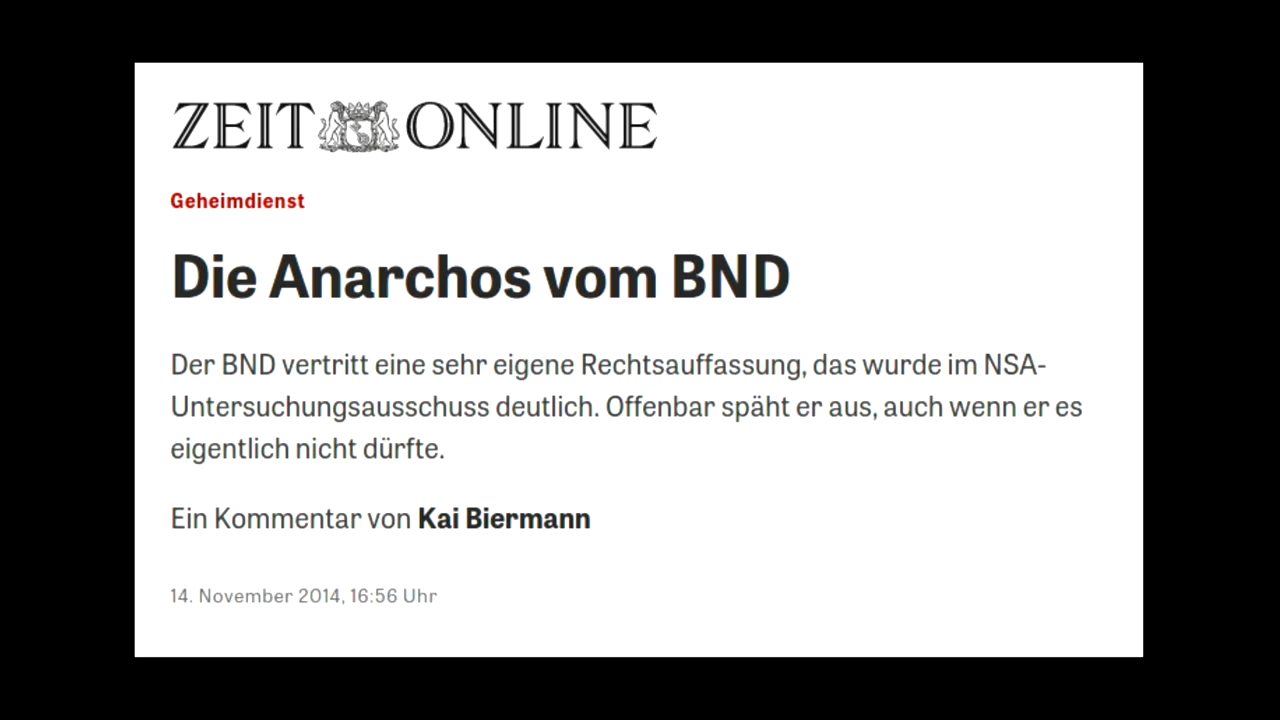 ZEIT ONLINE
Geheimdienst
Die Anarchos vom BND
Der BND vertritt eine sehr eigene Rechtsauffassung, das wurde im NSA-
Untersuchungsausschuss deutlich. Offenbar späht er aus, auch wenn er es
eigentlich nicht dürfte.
Ein Kommentar von Kai Biermann
14. November 2014, 16:56 Uhr